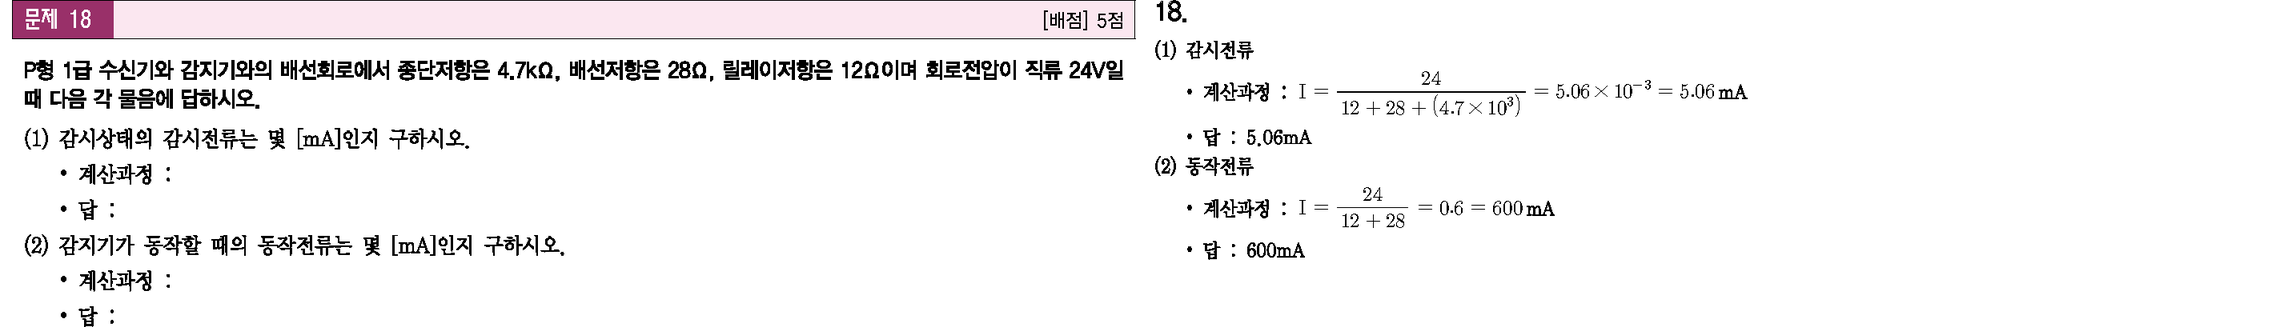 문제 18
[배점] 5점
P형 1급 수신기와 감지기와의 배선회로에서 종단저항은 4.7kΩ, 배선저항은 28Ω, 릴레이저항은 12Ω이며 회로전압이 직류 24V일
때 다음 각 물음에 답하시오.
(1) 감시상태의 감시전류는 몇 [mA]인지 구하시오.
• 계산과정 :
• 답 :
(2) 감지기가 동작할 때의 동작전류는 몇 [mA]인지 구하시오.
• 계산과정 :
• 답 :
18.
(1) 감시전류
• 계산과정 : I = 24 / (12 + 28 + (4.7 × 10³)) = 5.06 × 10⁻³ = 5.06 mA
• 답 : 5.06mA
(2) 동작전류
• 계산과정 : I = 24 / (12 + 28) = 0.6 = 600 mA
• 답 : 600mA